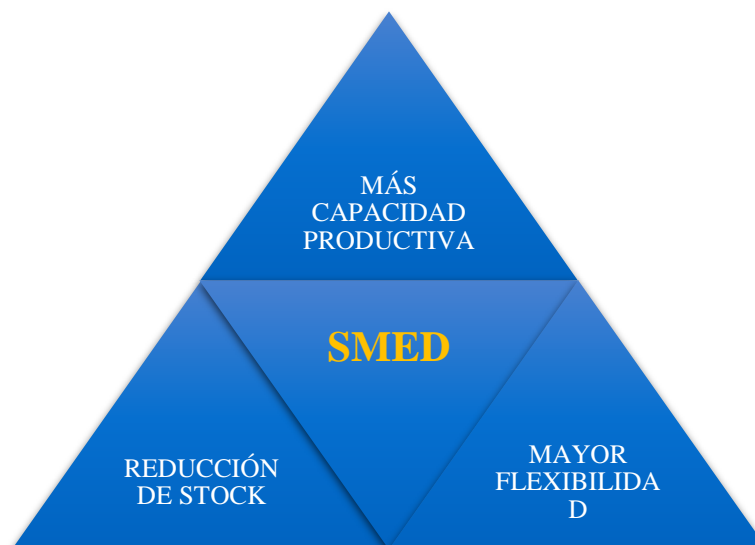 MÁS
CAPACIDAD
PRODUCTIVA
SMED
REDUCCIÓN
DE STOCK
MAYOR
FLEXIBILIDA
D